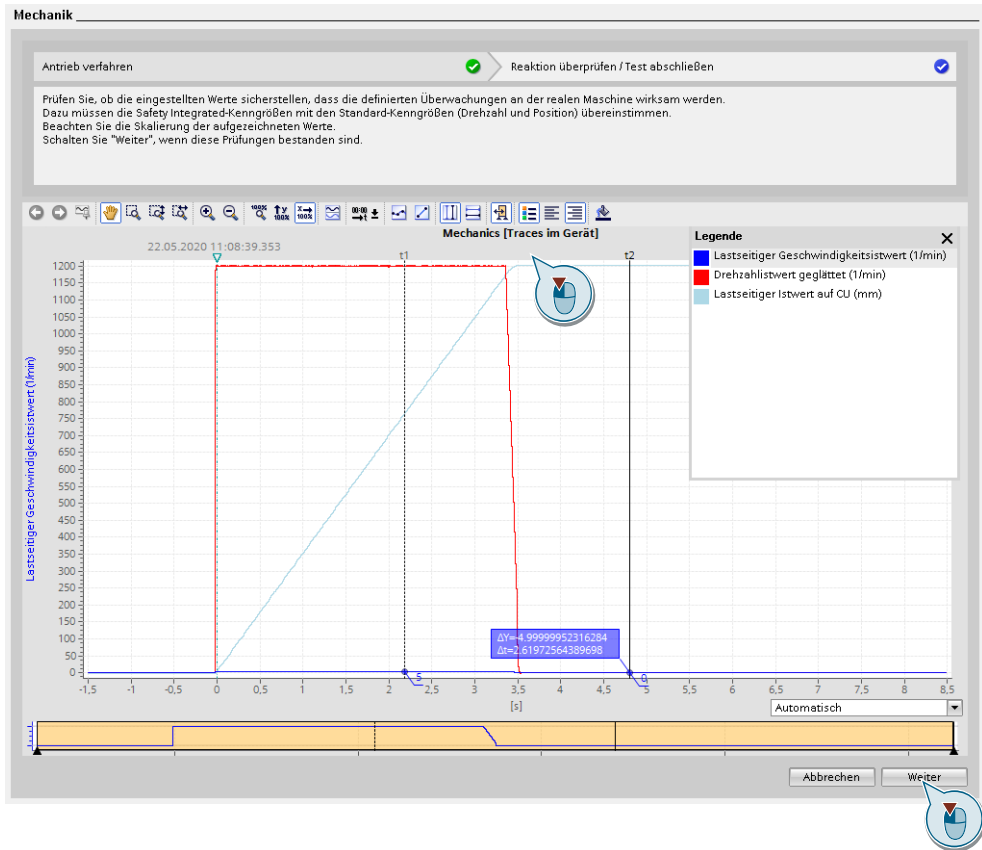 Mechanik
Antrieb verfahren
Reaktion überprüfen / Test abschließen
Prüfen Sie, ob die eingestellten Werte sicherstellen, dass die definierten Überwachungen an der realen Maschine wirksam werden.
Dazu müssen die Safety Integrated-Kenngrößen mit den Standard-Kenngrößen (Drehzahl und Position) übereinstimmen.
Beachten Sie die Skalierung der aufgezeichneten Werte.
Schalten Sie "Weiter", wenn diese Prüfungen bestanden sind.
Mechanics [Traces im Gerät]
22.05.2020 11:08:39.353
t1
t2
Legende
Lastseitiger Geschwindigkeitsistwert (1/min)
Drehzahlistwert geglättet (1/min)
Lastseitiger Istwert auf CU (mm)
Lastseitiger Geschwindigkeitsistwert (1/min)
1200
1150
1100
1050
1000
950
900
850
800
750
700
650
600
550
500
450
400
350
300
250
200
150
100
50
0
ΔY=-4.99999952316284
Δt=2.61972564389698
5
0
-1,5 -1 -0,5 0 0,5 1 1,5 2 2,5 3 3,5 4 4,5 5 5,5 6 6,5 7 7,5 8 8,5
[s]
Automatisch
Abbrechen
Weiter